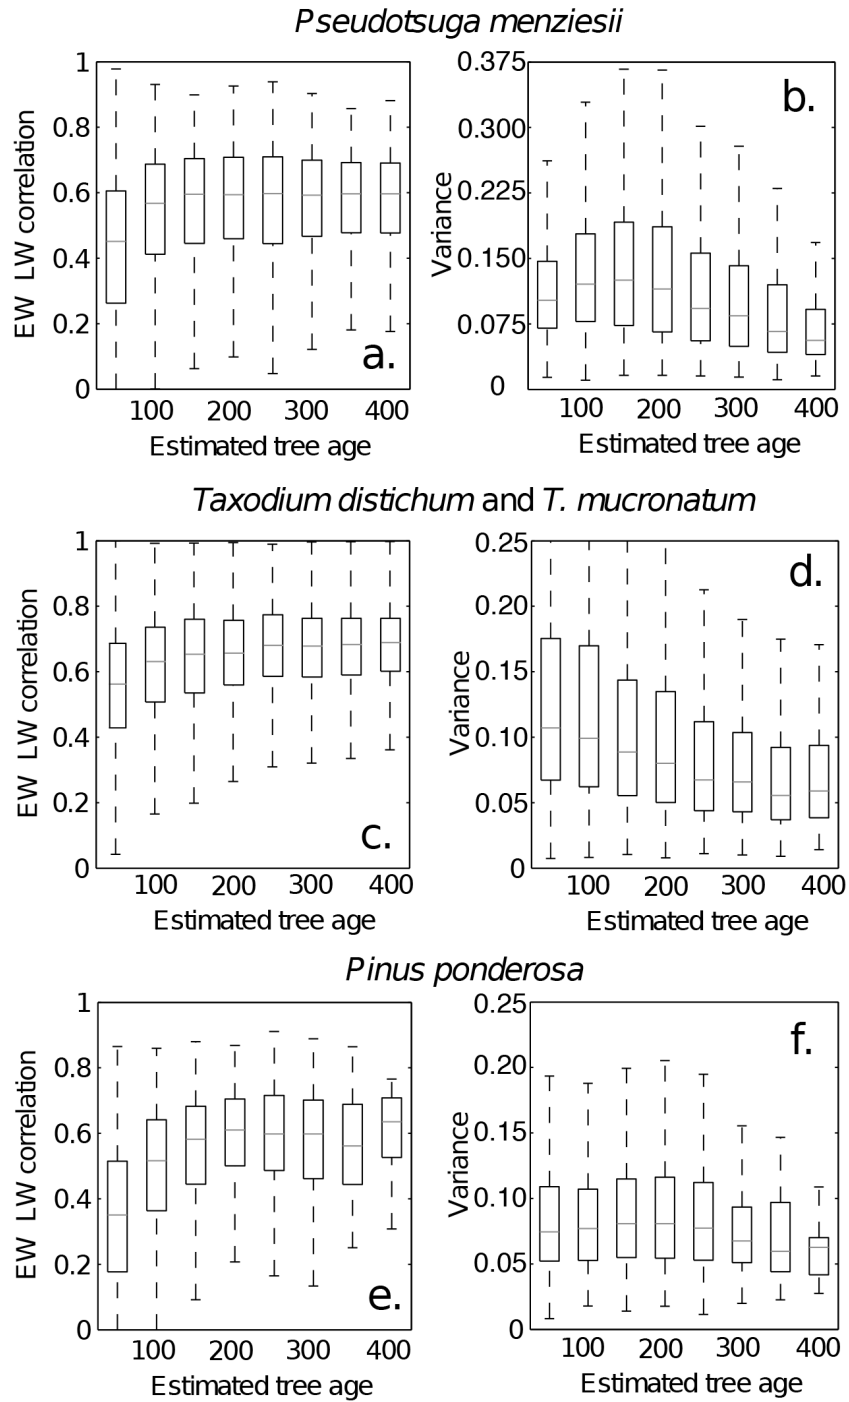 Pseudotsuga menziesii
EW LW correlation
1
0.8
0.6
0.4
0.2
0
a.
100 200 300 400
Estimated tree age
Variance
0.375
0.300
0.225
0.150
0.075
0
b.
100 200 300 400
Estimated tree age
Taxodium distichum and T. mucronatum
EW LW correlation
1
0.8
0.6
0.4
0.2
0
c.
100 200 300 400
Estimated tree age
Variance
0.25
0.20
0.15
0.10
0.05
0
d.
100 200 300 400
Estimated tree age
Pinus ponderosa
EW LW correlation
1
0.8
0.6
0.4
0.2
0
e.
100 200 300 400
Estimated tree age
Variance
0.25
0.20
0.15
0.10
0.05
0
f.
100 200 300 400
Estimated tree age